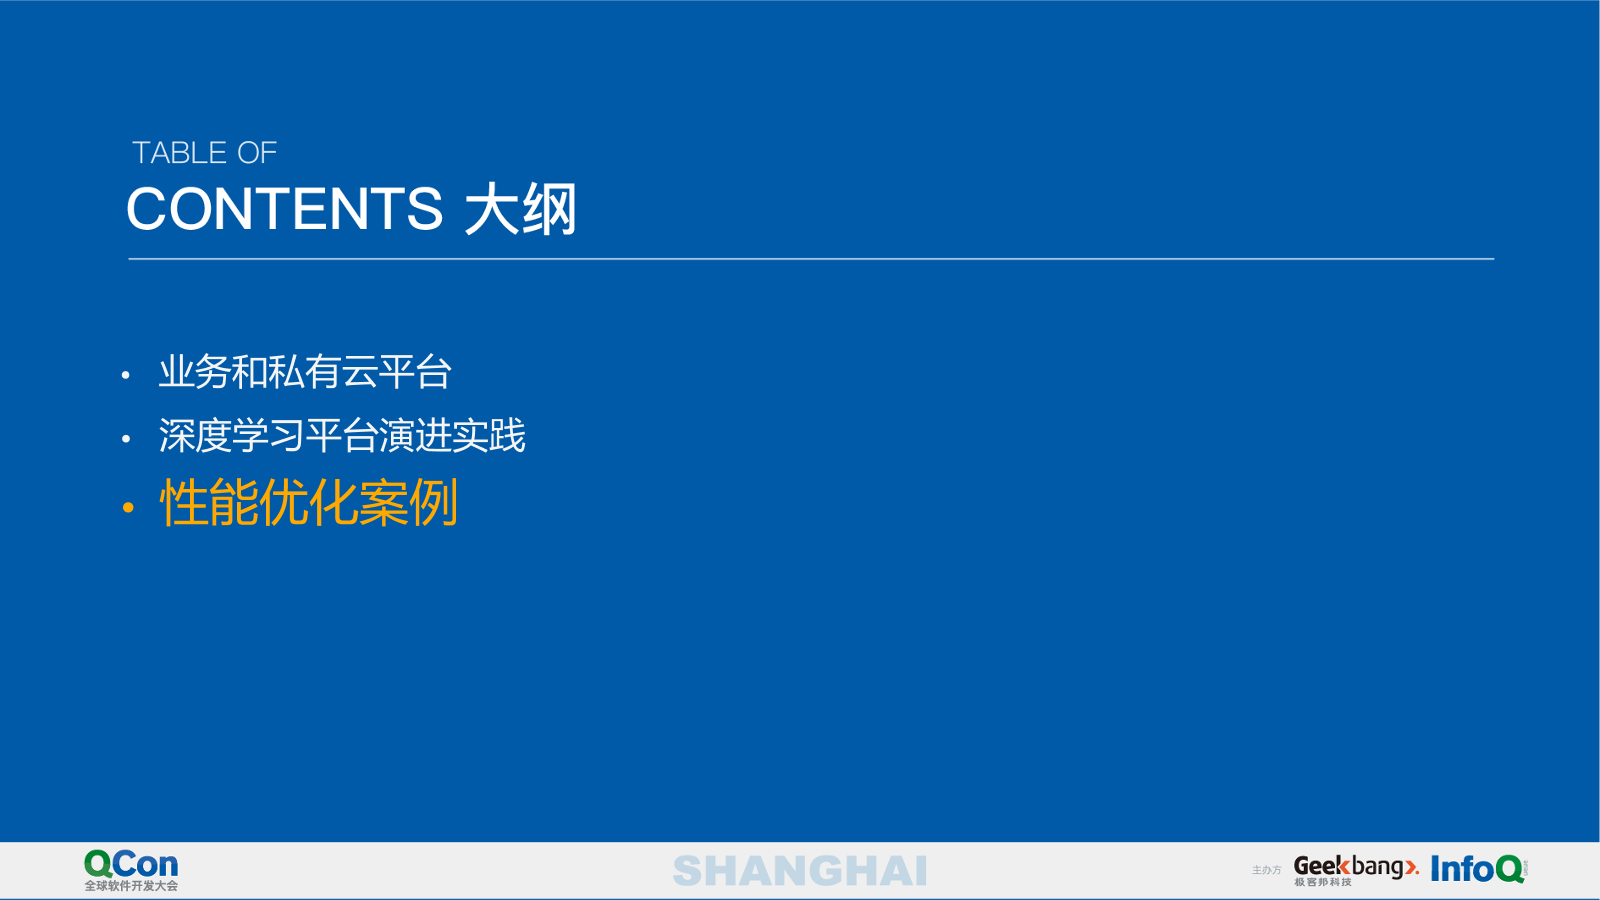 TABLE OF
CONTENTS 大纲
• 业务和私有云平台
• 深度学习平台演进实践
• 性能优化案例
QCon
全球软件开发大会
SHANGHAI
主办方
Geekbang
极客邦科技
InfoQ